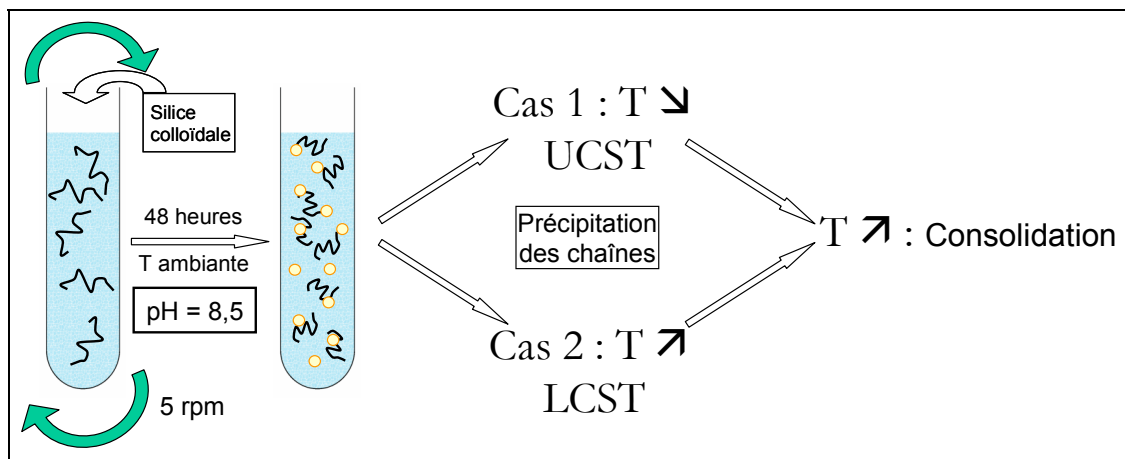 Silice
colloïdale
48 heures
T ambiante
pH = 8,5
5 rpm
Cas 1 : T ↘
UCST
Précipitation
des chaînes
Cas 2 : T ↗
LCST
T ↗ : Consolidation